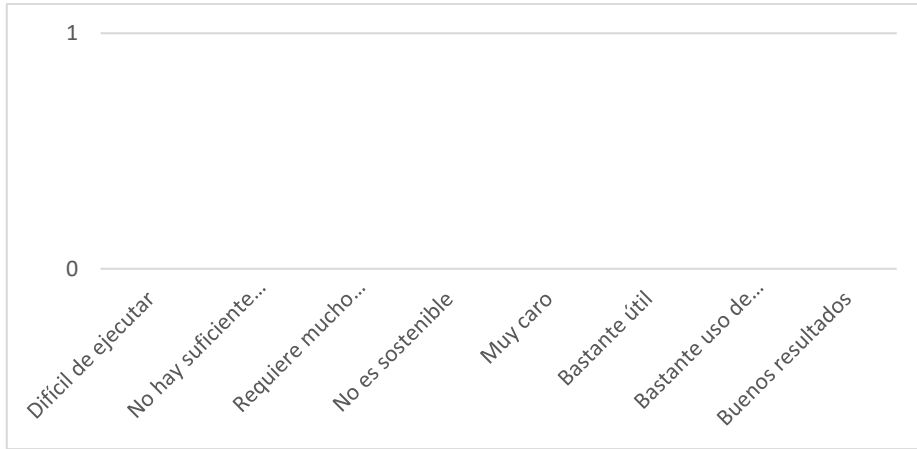 1
0
Difícil de ejecutar
No hay suficiente...
Requiere mucho...
No es sostenible
Muy caro
Bastante útil
Bastante uso de...
Buenos resultados